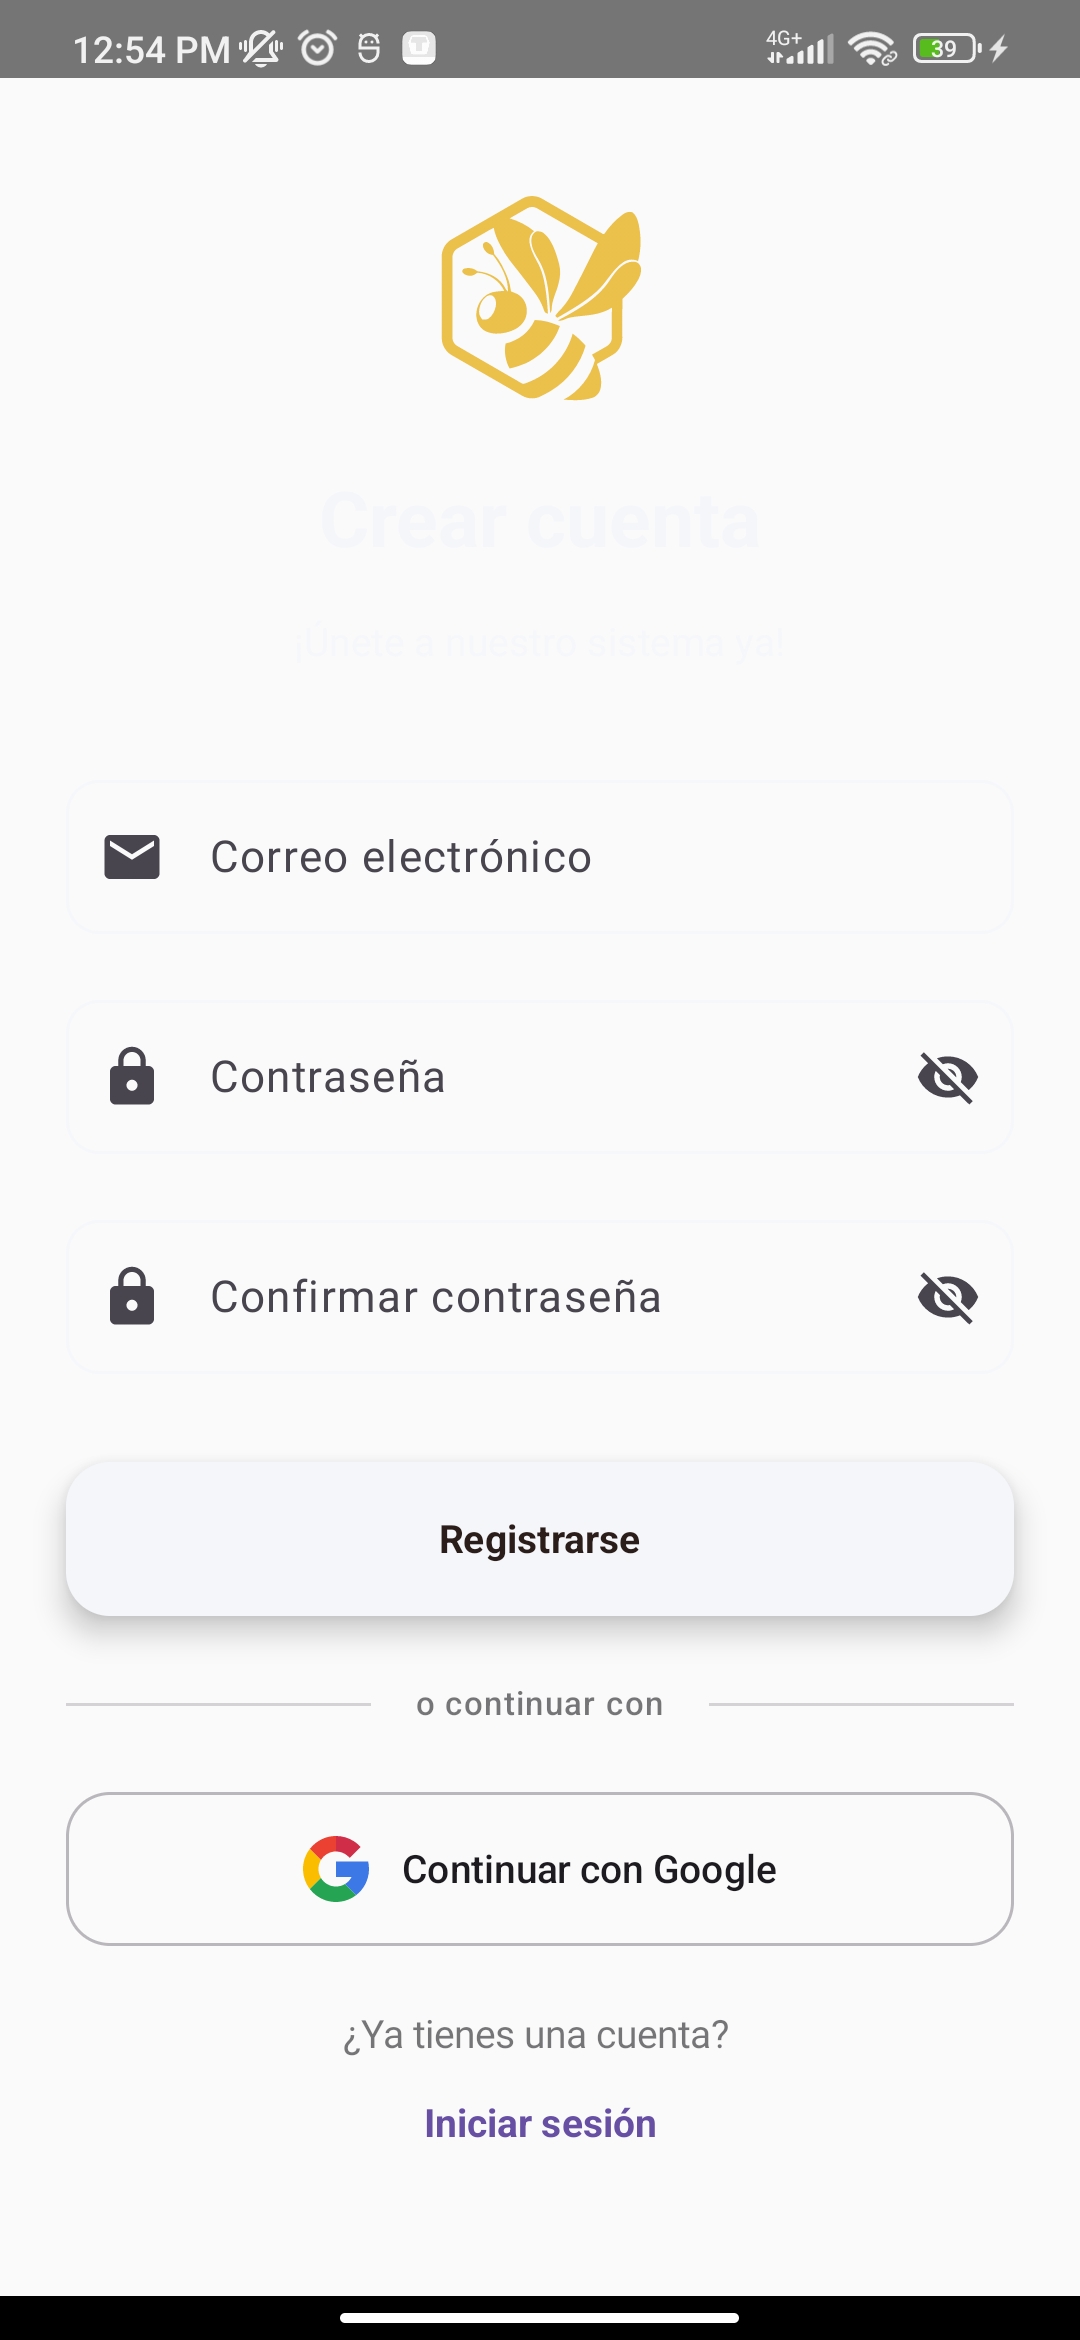 12:54 PM
4G+
39
Crear cuenta
¡Únete a nuestro sistema ya!
Correo electrónico
Contraseña
Confirmar contraseña
Registrarse
o continuar con
Continuar con Google
¿Ya tienes una cuenta?
Iniciar sesión